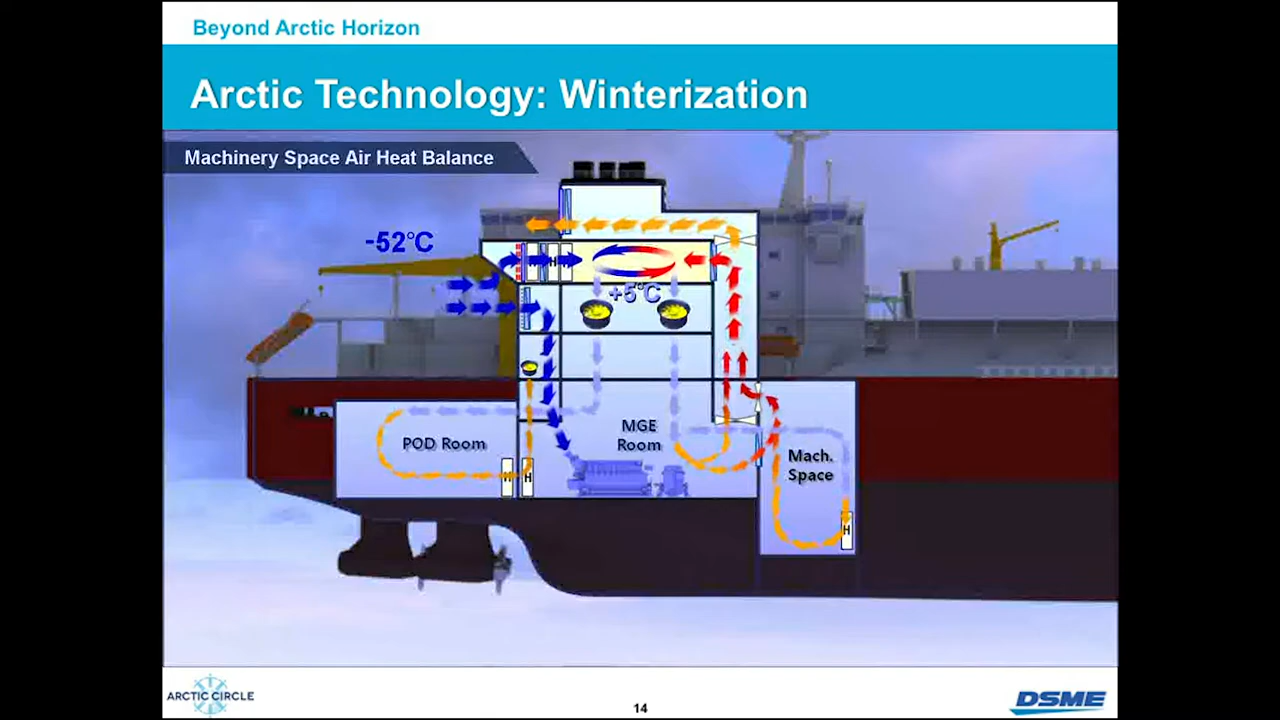 Beyond Arctic Horizon
Arctic Technology: Winterization
Machinery Space Air Heat Balance
-52℃
H
+5℃
POD Room
MGE
Room
Mach.
Space
H
H
H
ARCTIC CIRCLE
14
DSME